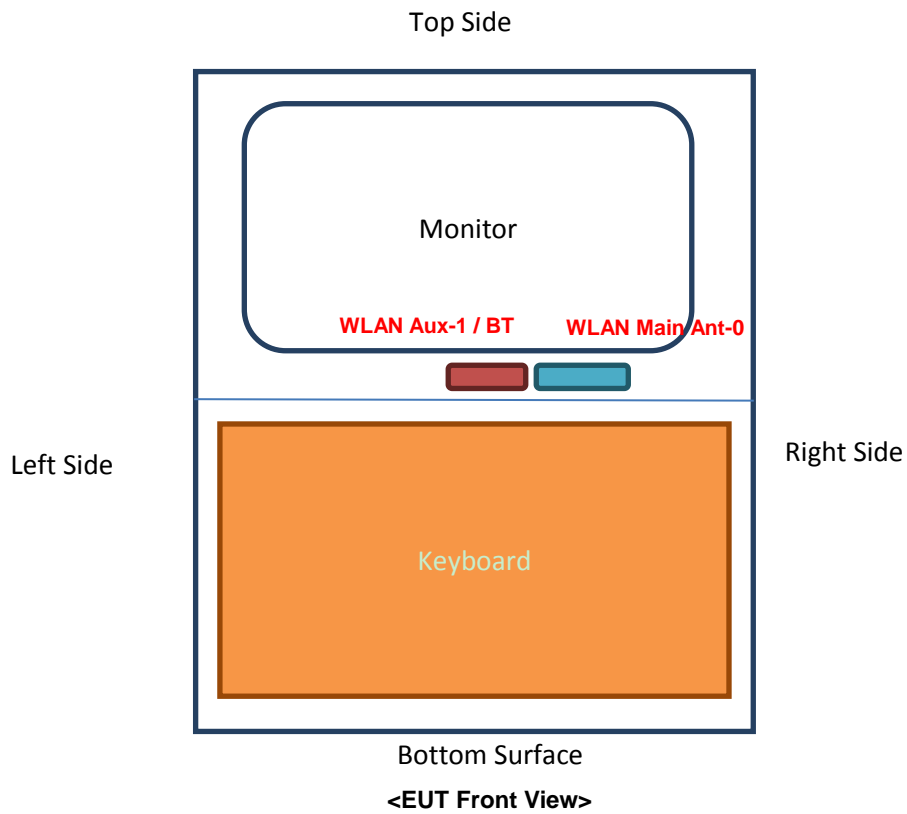 Top Side
Monitor
WLAN Aux-1 / BT
WLAN Main Ant-0
Left Side
Right Side
Keyboard
Bottom Surface
<EUT Front View>